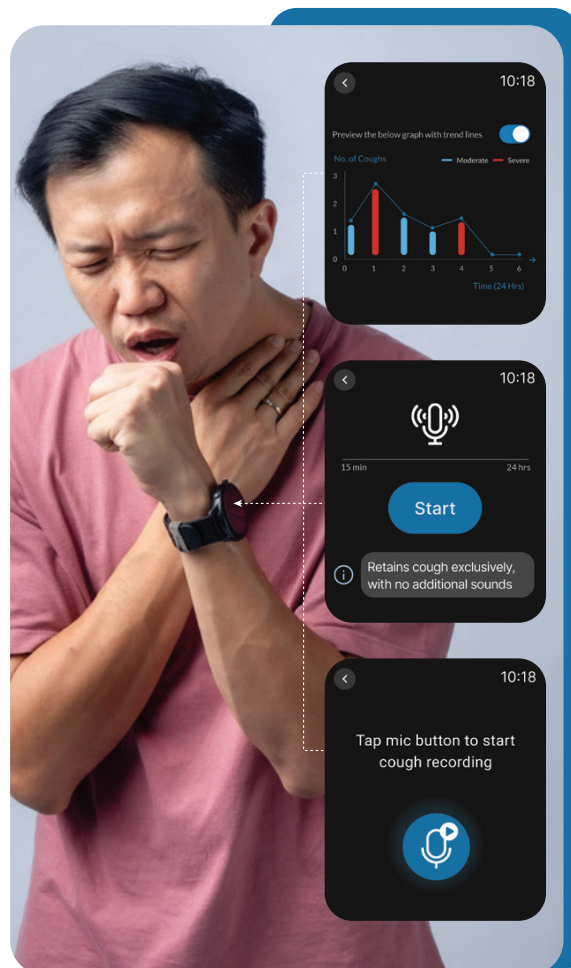 10:18
Preview the below graph with trend lines
No. of Coughs
Moderate Severe
3
2
1
0
0 1 2 3 4 5 6
Time (24 Hrs)
10:18
15 min 24 hrs
Start
Retains cough exclusively,
with no additional sounds
10:18
Tap mic button to start
cough recording